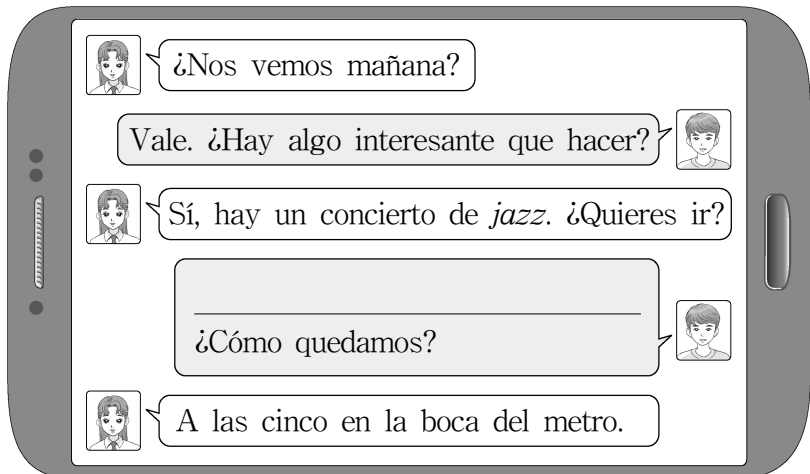 ¿Nos vemos mañana?
Vale. ¿Hay algo interesante que hacer?
Sí, hay un concierto de jazz. ¿Quieres ir?
¿Cómo quedamos?
A las cinco en la boca del metro.